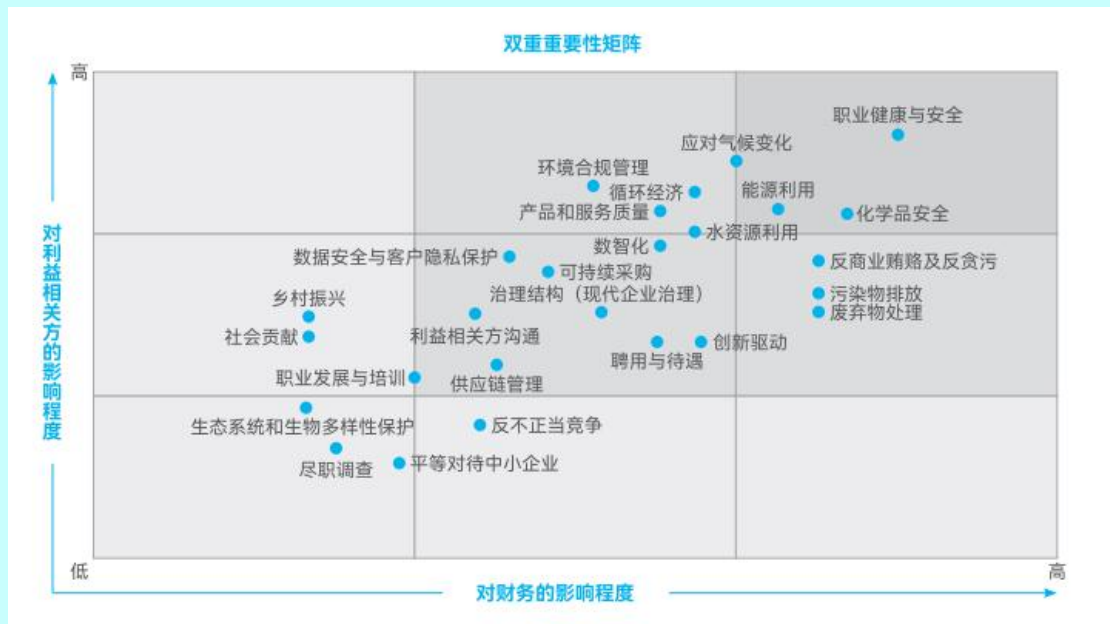 双重重要性矩阵
高
职业健康与安全
应对气候变化
环境合规管理
循环经济
能源利用
产品和服务质量
化学品安全
水资源利用
数智化
数据安全与客户隐私保护
反商业贿赂及反贪污
可持续采购
治理结构（现代企业治理）
污染物排放
乡村振兴
废弃物处理
社会贡献
利益相关方沟通
创新驱动
聘用与待遇
职业发展与培训
供应链管理
生态系统和生物多样性保护
反不正当竞争
尽职调查
平等对待中小企业
对利益相关方的影响程度
低
高
对财务的影响程度